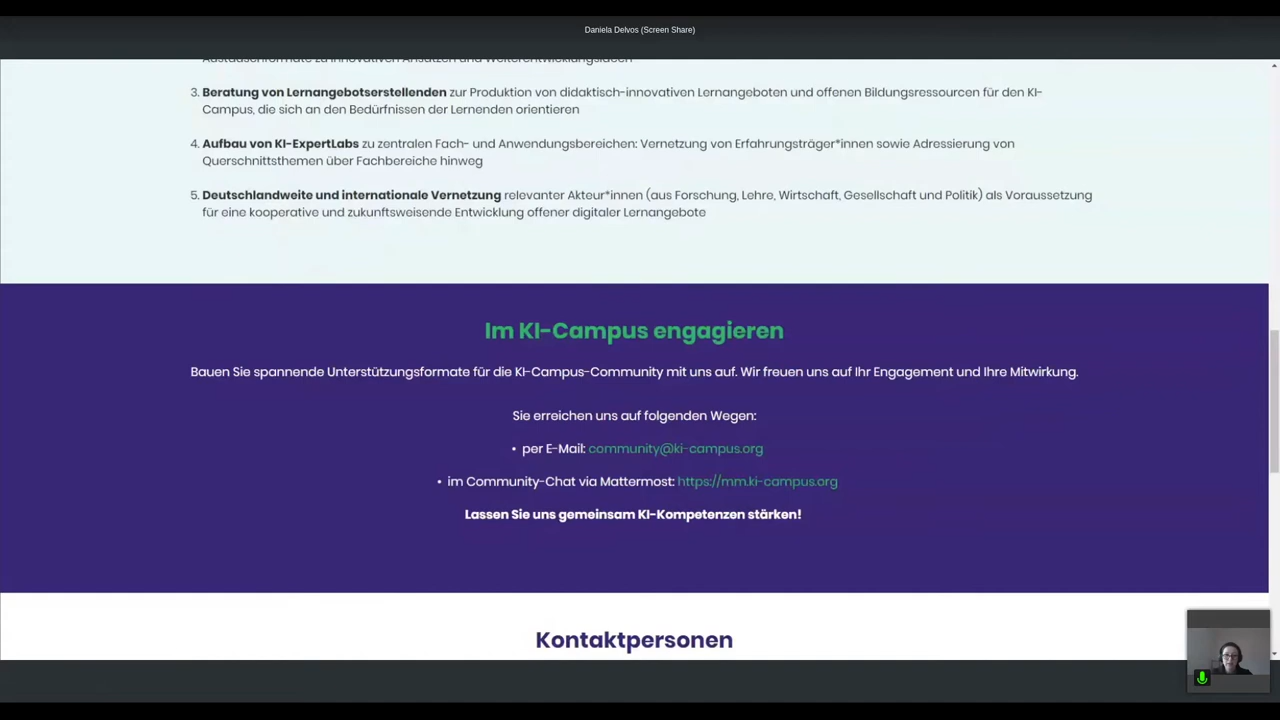 Daniela Delvos (Screen Share)
Austauschformate zu innovativen Ansätzen und Weiterentwicklungsideen
3. Beratung von Lernangebotserstellenden zur Produktion von didaktisch-innovativen Lernangeboten und offenen Bildungsressourcen für den KI-
Campus, die sich an den Bedürfnissen der Lernenden orientieren
4. Aufbau von KI-ExpertLabs zu zentralen Fach- und Anwendungsbereichen: Vernetzung von Erfahrungsträger*innen sowie Adressierung von
Querschnittsthemen über Fachbereiche hinweg
5. Deutschlandweite und internationale Vernetzung relevanter Akteur*innen (aus Forschung, Lehre, Wirtschaft, Gesellschaft und Politik) als Voraussetzung
für eine kooperative und zukunftsweisende Entwicklung offener digitaler Lernangebote
Im KI-Campus engagieren
Bauen Sie spannende Unterstützungsformate für die KI-Campus-Community mit uns auf. Wir freuen uns auf Ihr Engagement und Ihre Mitwirkung.
Sie erreichen uns auf folgenden Wegen:
• per E-Mail: community@ki-campus.org
• im Community-Chat via Mattermost: https://mm.ki-campus.org
Lassen Sie uns gemeinsam KI-Kompetenzen stärken!
Kontaktpersonen